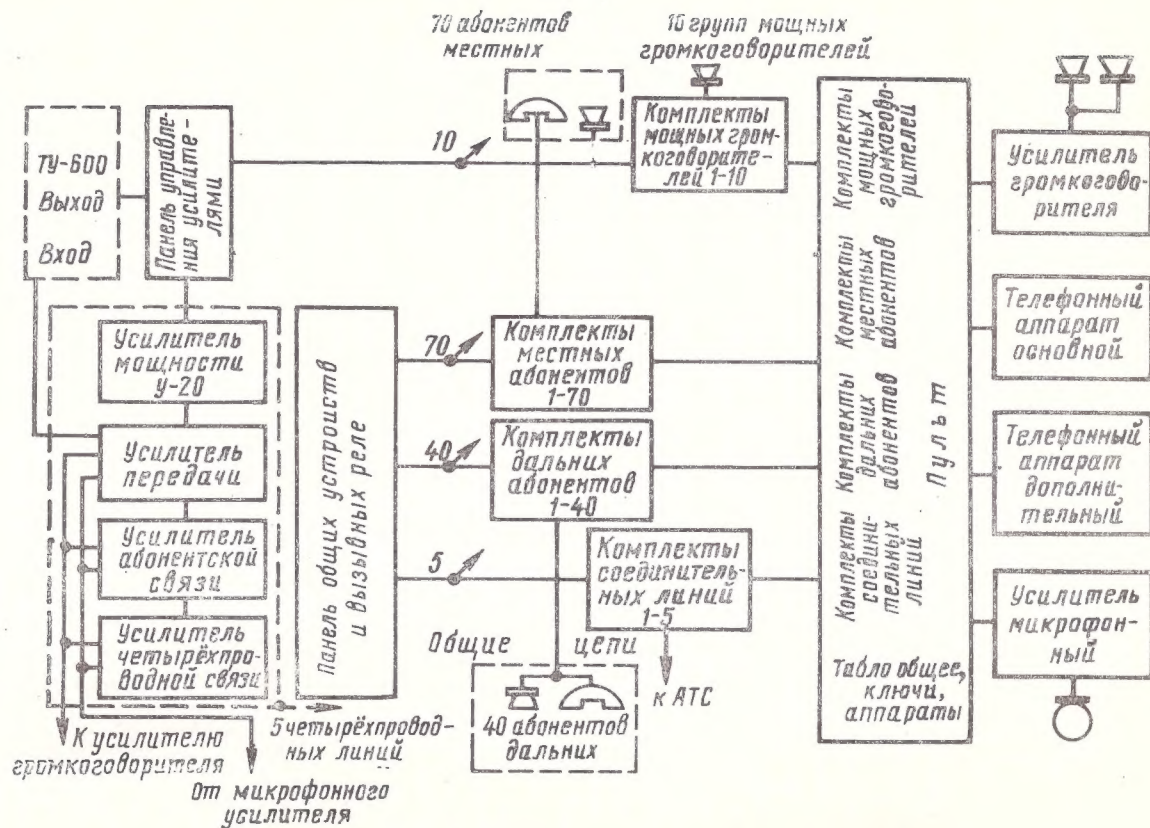 70 абонентов
местных
10 групп мощных
громкоговорителей
ТУ-600
Выход
Вход
Панель управле-
ния усилите-
лями
10
Комплекты
мощных гром-
коговорите-
лей 1-10
Комплекты
мощных
громкогово-
рителей
Усилитель
громкогово-
рителя
Усилитель
мощности
У-20
Усилитель
передачи
Усилитель
абонентской
связи
Усилитель
четырёхпро-
водной связи
Панель общих устройств
и вызывных реле
70
Комплекты
местных
абонентов
1-70
40
Комплекты
дальних
абонентов
1-40
5
Комплекты
соединитель-
ных линий
1-5
Комплекты
местных
абонентов
Комплекты
дальних
абонентов
Комплекты
соедини-
тельных
линий
Пульт
Табло общее,
ключи,
аппараты
Телефонный
аппарат
основной
Телефонный
аппарат
дополни-
тельный
Усилитель
микрофон-
ный
Общие цепи
к АТС
40 абонентов
дальних
5 четырёхпровод-
ных линий
К усилителю
громкоговорителя
От микрофонного
усилителя